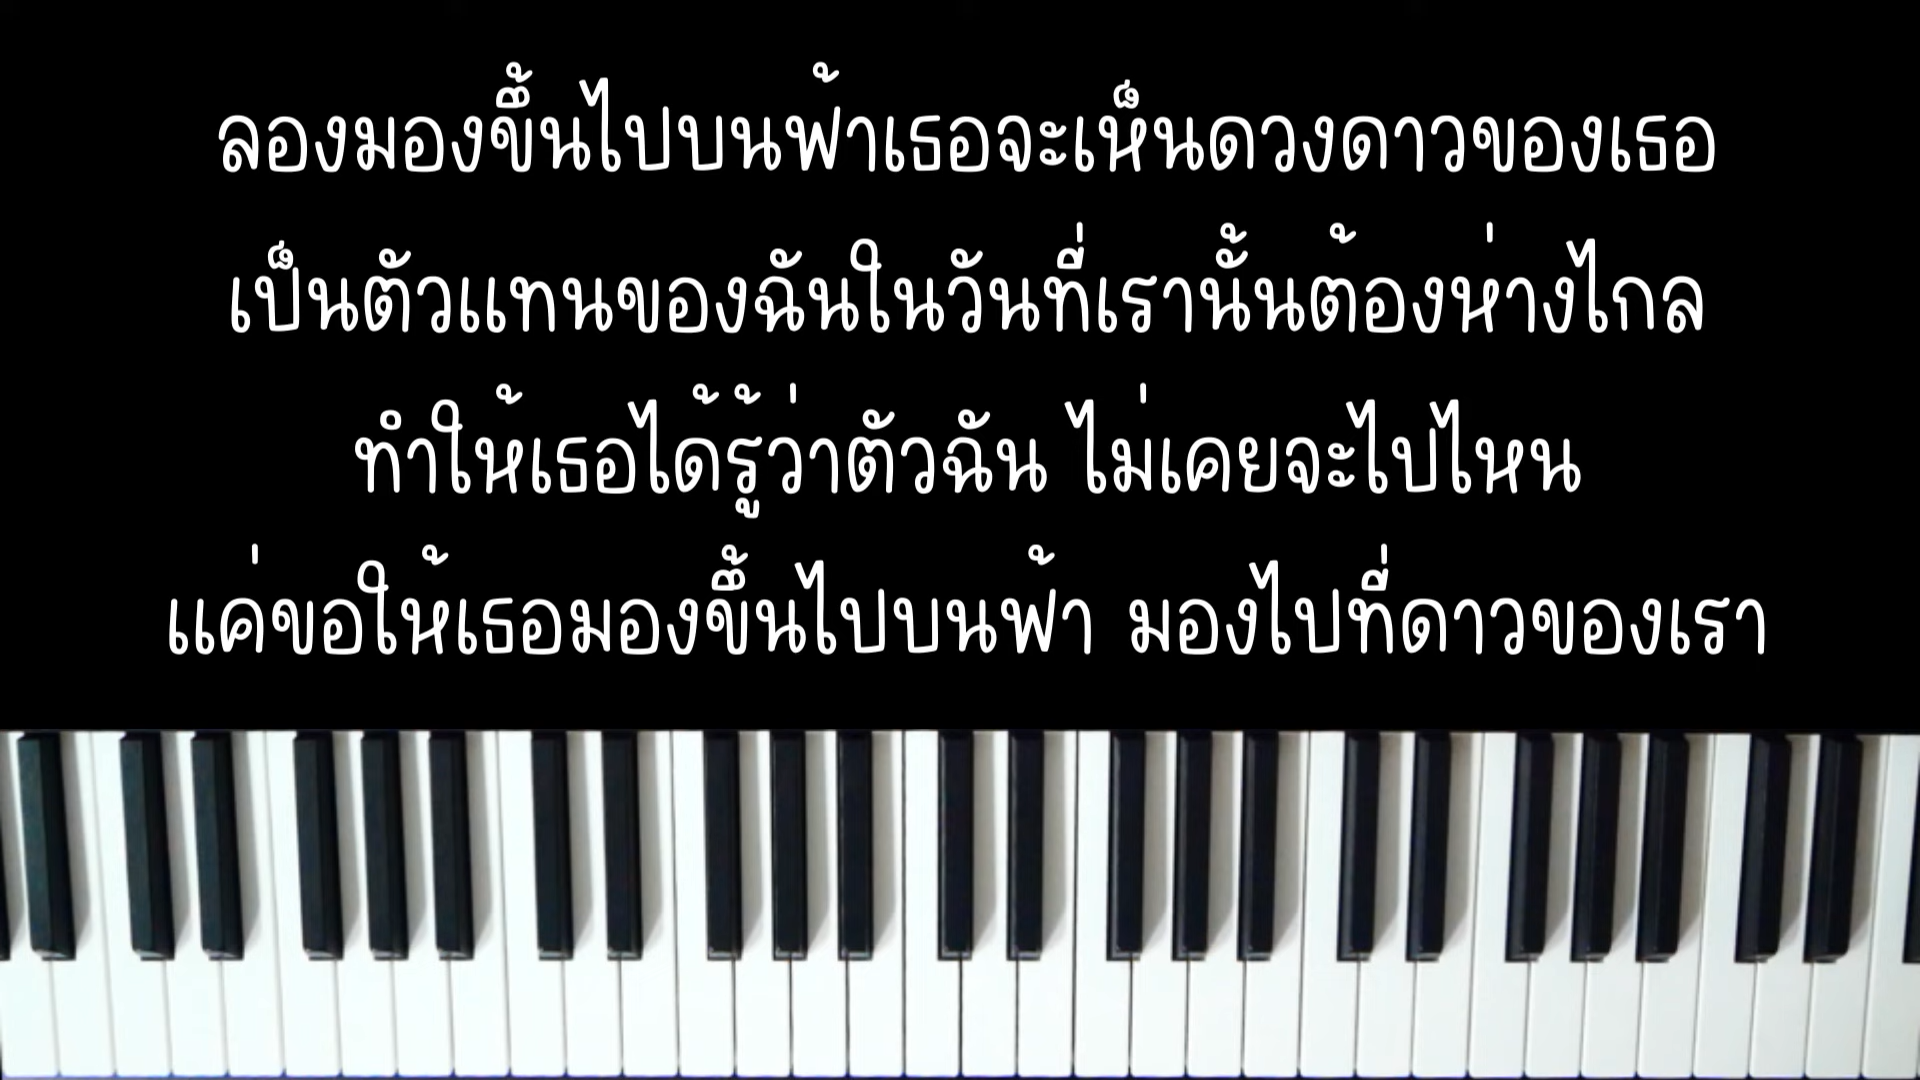 ลองมองขึ้นไปบนฟ้าเธอจะเห็นดวงดาวของเธอ
เป็นตัวแทนของฉันในวันที่เรานั้นต้องห่างไกล
ทำให้เธอได้รู้ว่าตัวฉัน ไม่เคยจะไปไหน
แค่ขอให้เธอมองขึ้นไปบนฟ้า มองไปที่ดาวของเรา